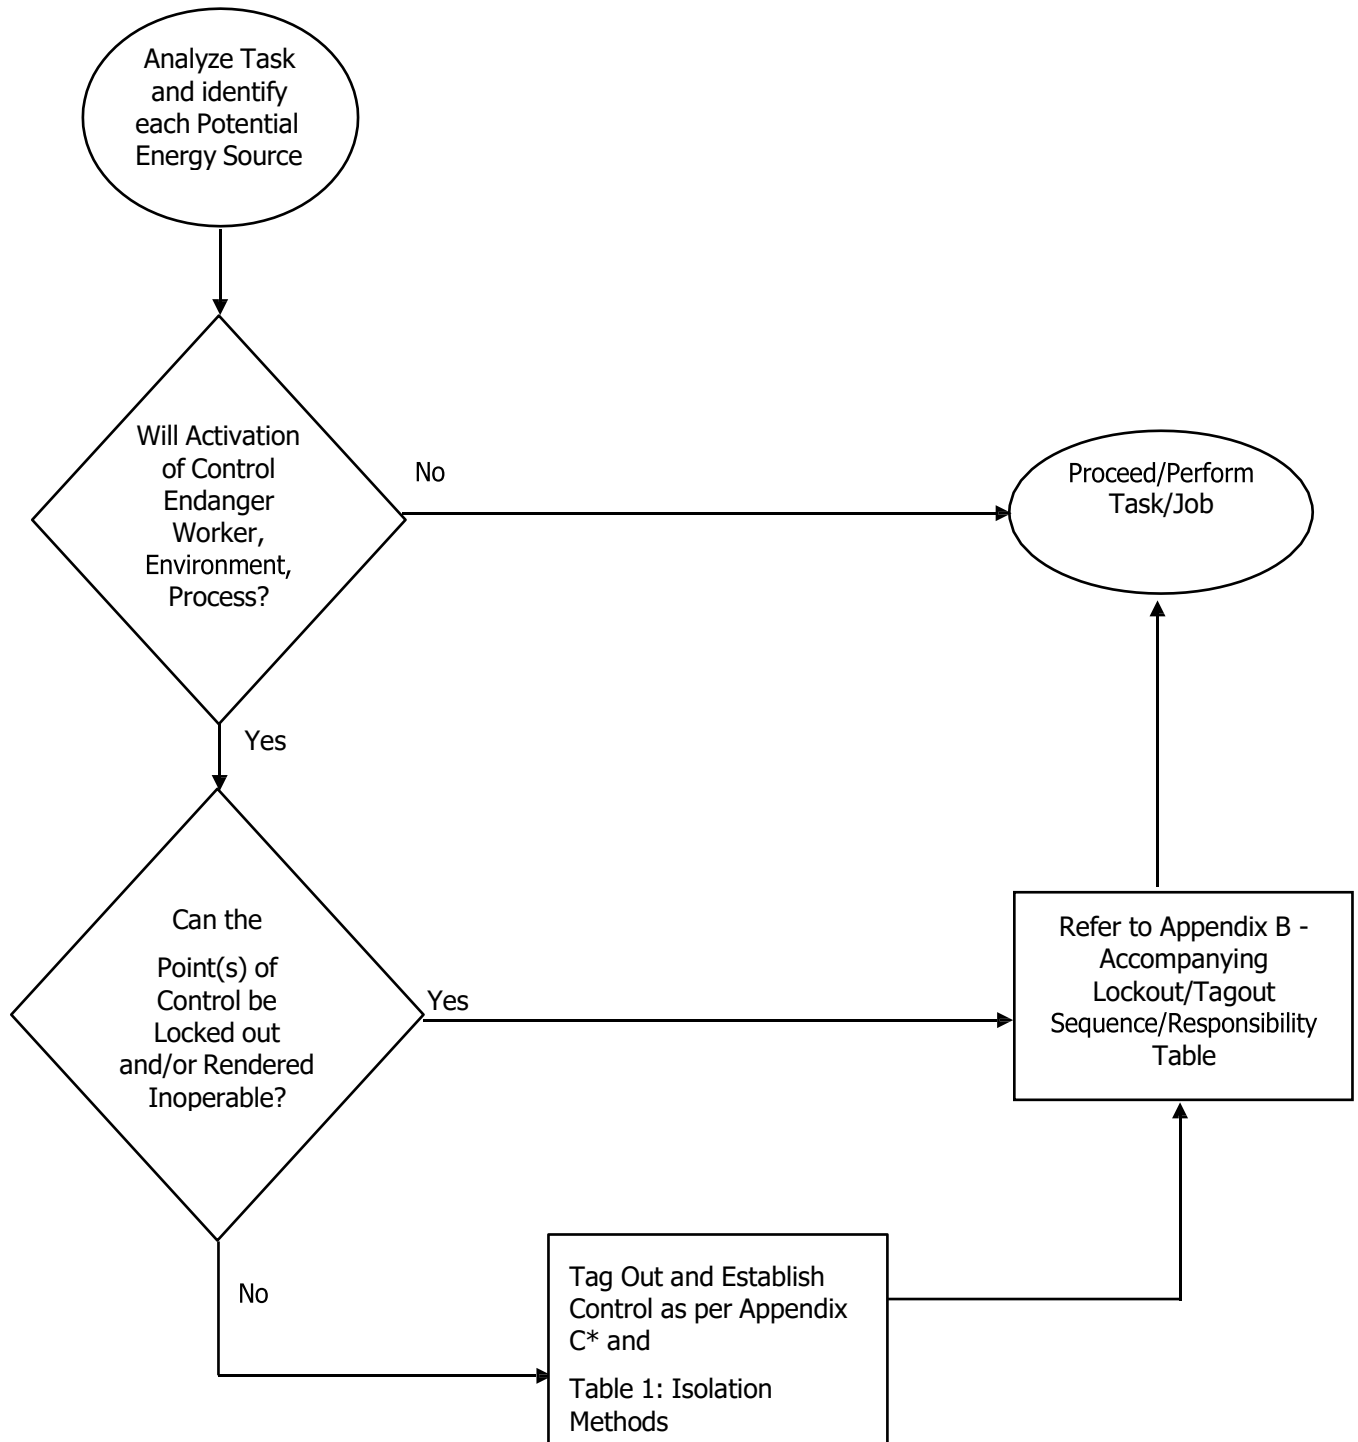 Analyze Task
and identify
each Potential
Energy Source
Will Activation
of Control
Endanger
Worker,
Environment,
Process?
No
Proceed/Perform
Task/Job
Yes
Can the
Point(s) of
Control be
Locked out
and/or Rendered
Inoperable?
Yes
Refer to Appendix B -
Accompanying
Lockout/Tagout
Sequence/Responsibility
Table
No
Tag Out and Establish
Control as per Appendix
C* and
Table 1: Isolation
Methods